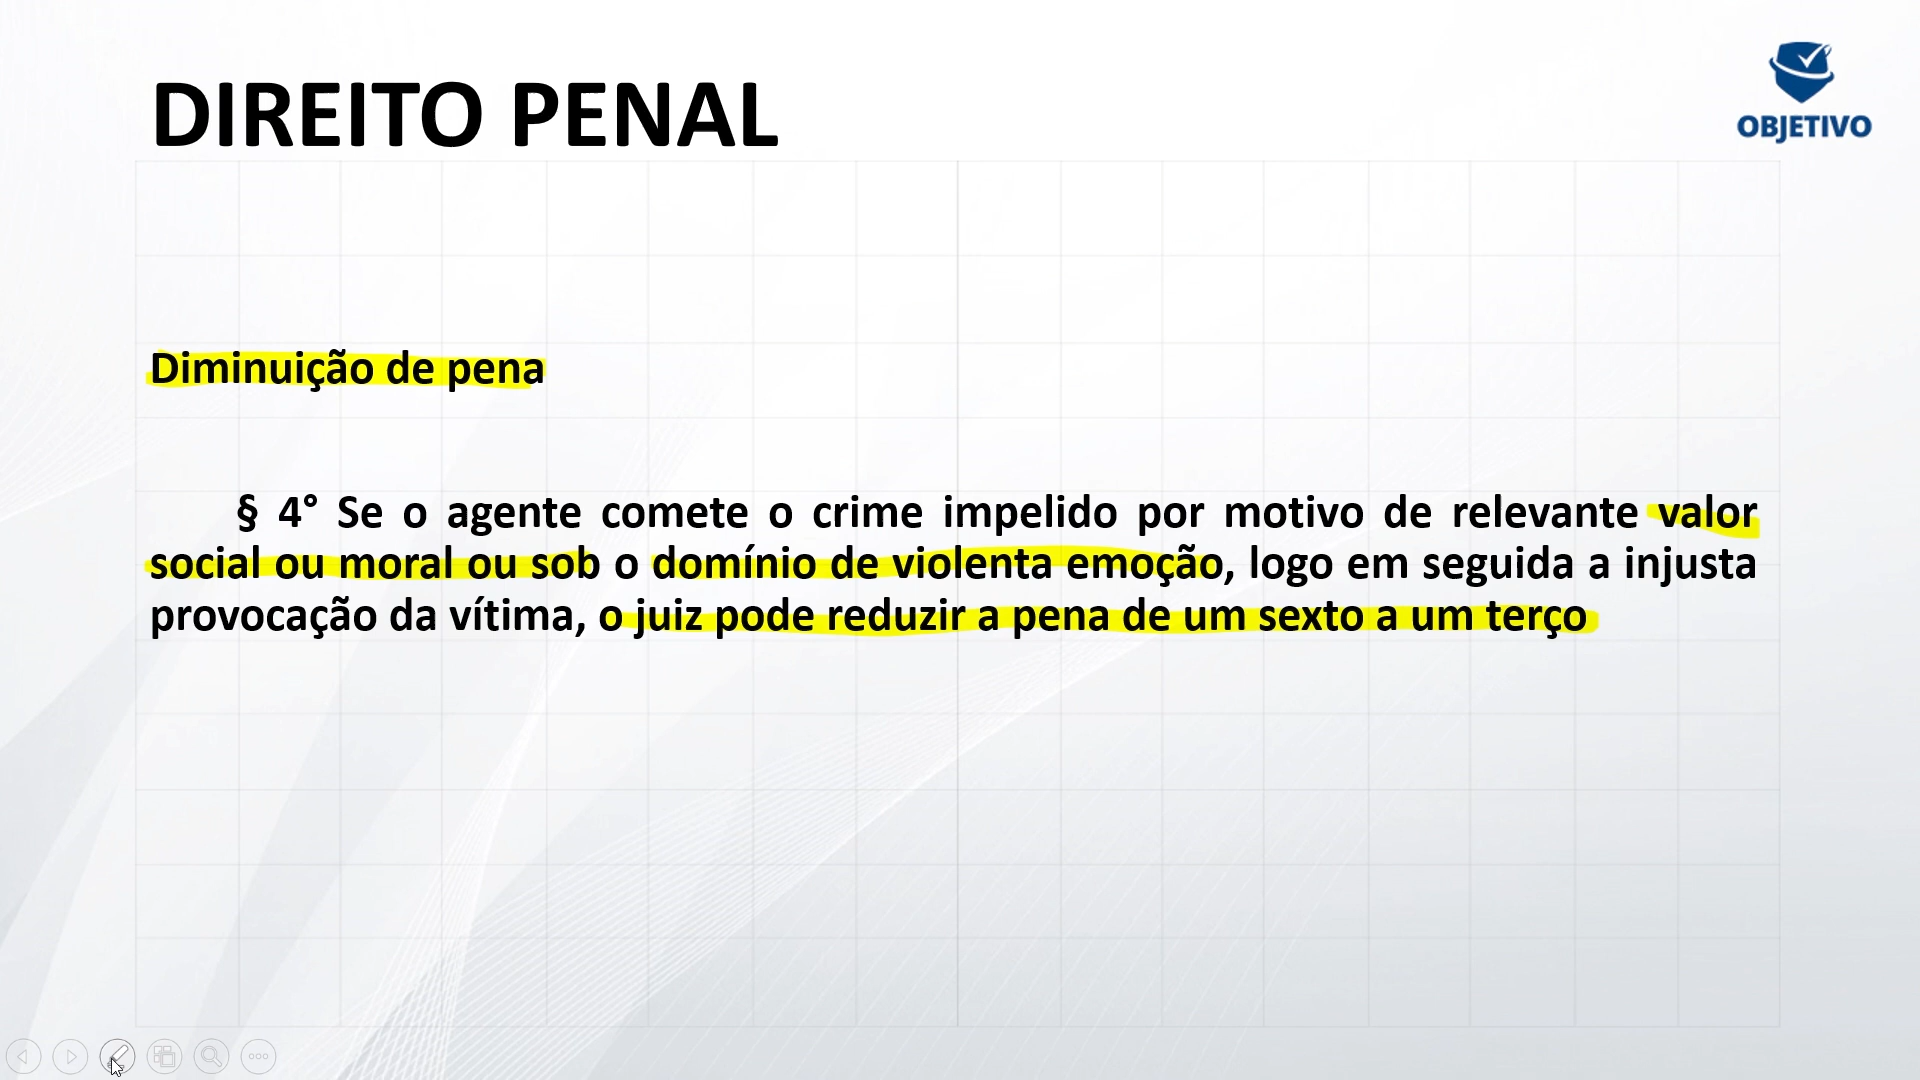 DIREITO PENAL
OBJETIVO
Diminuição de pena
§ 4° Se o agente comete o crime impelido por motivo de relevante valor
social ou moral ou sob o domínio de violenta emoção, logo em seguida a injusta
provocação da vítima, o juiz pode reduzir a pena de um sexto a um terço